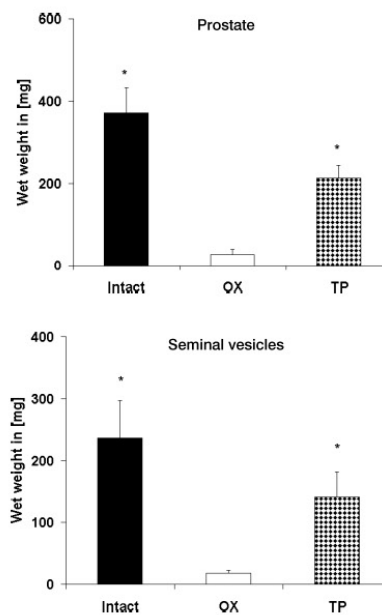 Prostate
600
400
200
0
Wet weight in [mg]
*
*
Intact OX TP
Seminal vesicles
400
300
200
100
0
Wet weight in [mg]
*
*
Intact OX TP